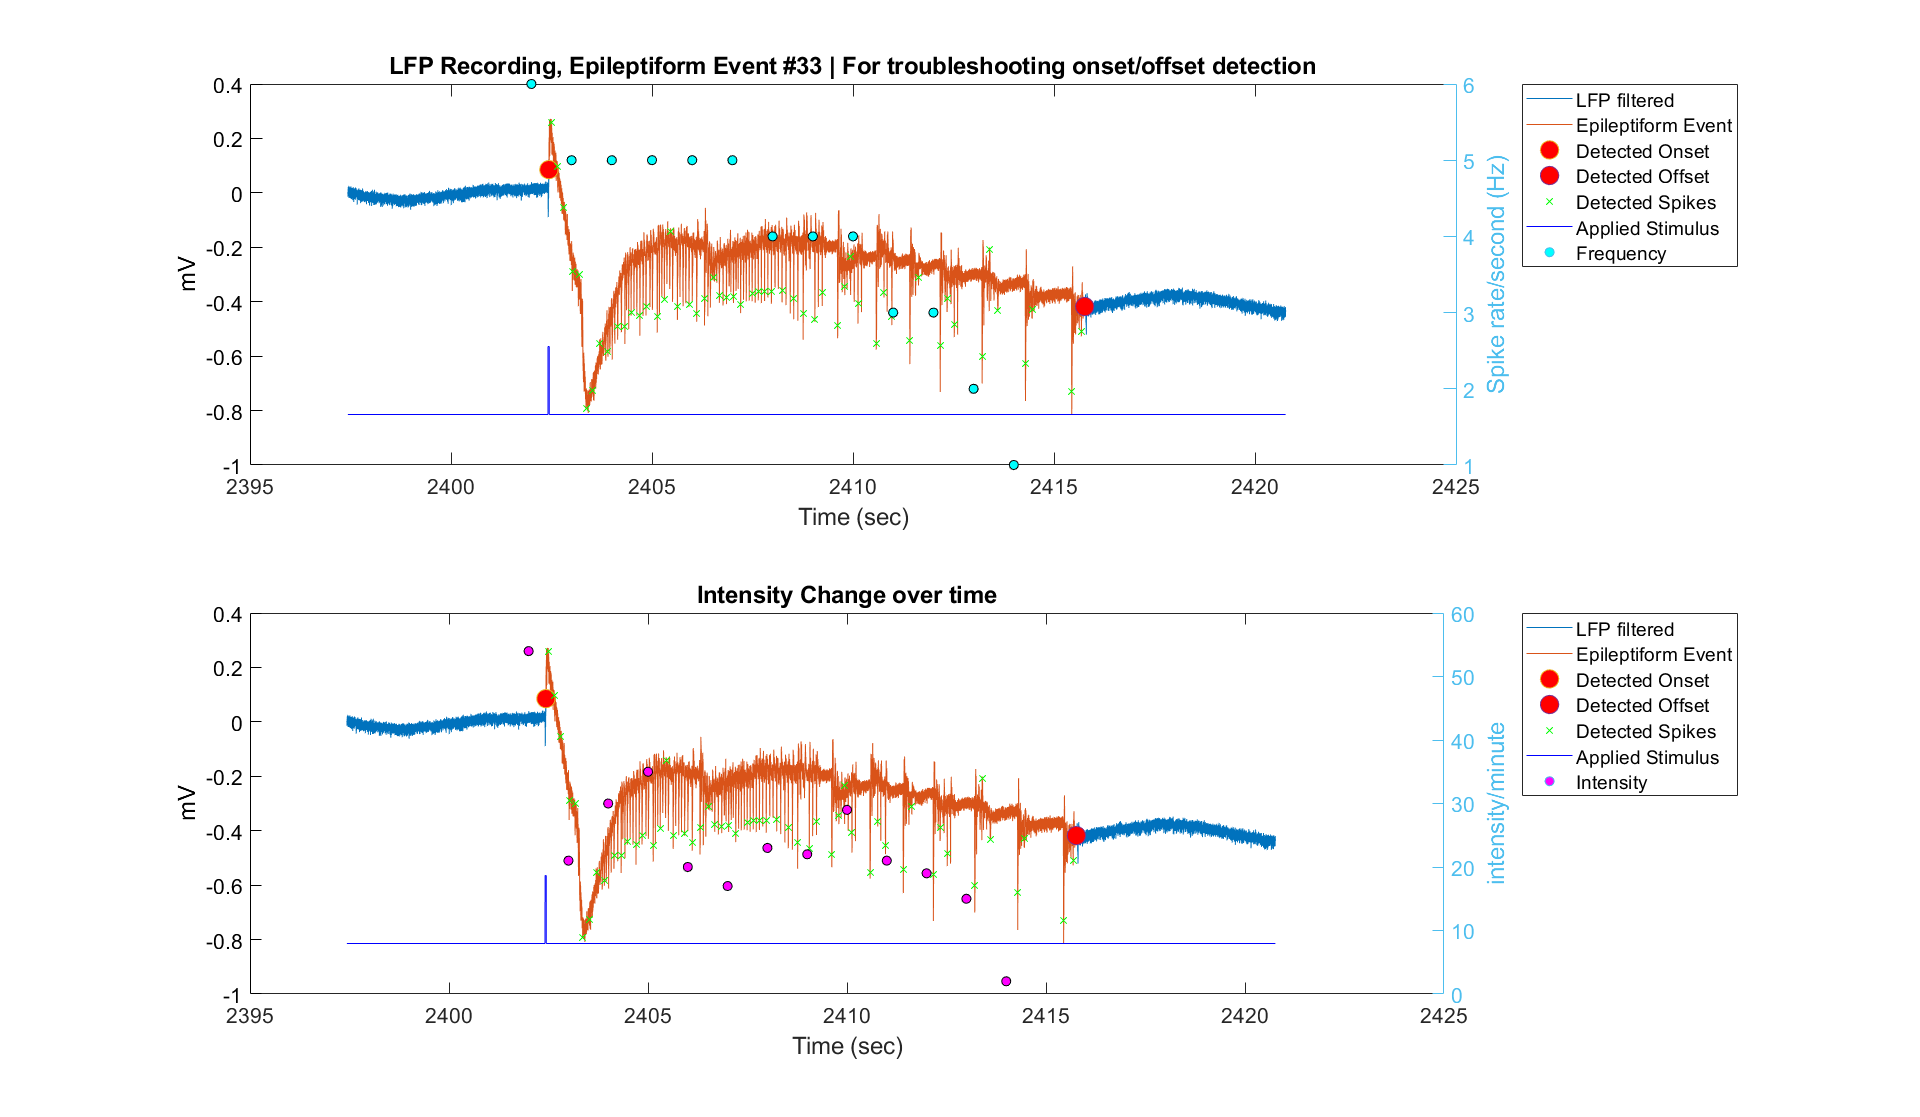 LFP Recording, Epileptiform Event #33 | For troubleshooting onset/offset detection
0.4
0.2
0
-0.2
-0.4
-0.6
-0.8
-1
mV
6
5
4
3
2
1
Spike rate/second (Hz)
2395 2400 2405 2410 2415 2420 2425
Time (sec)
LFP filtered
Epileptiform Event
Detected Onset
Detected Offset
Detected Spikes
Applied Stimulus
Frequency
Intensity Change over time
0.4
0.2
0
-0.2
-0.4
-0.6
-0.8
-1
mV
60
50
40
30
20
10
0
intensity/minute
2395 2400 2405 2410 2415 2420 2425
Time (sec)
LFP filtered
Epileptiform Event
Detected Onset
Detected Offset
Detected Spikes
Applied Stimulus
Intensity